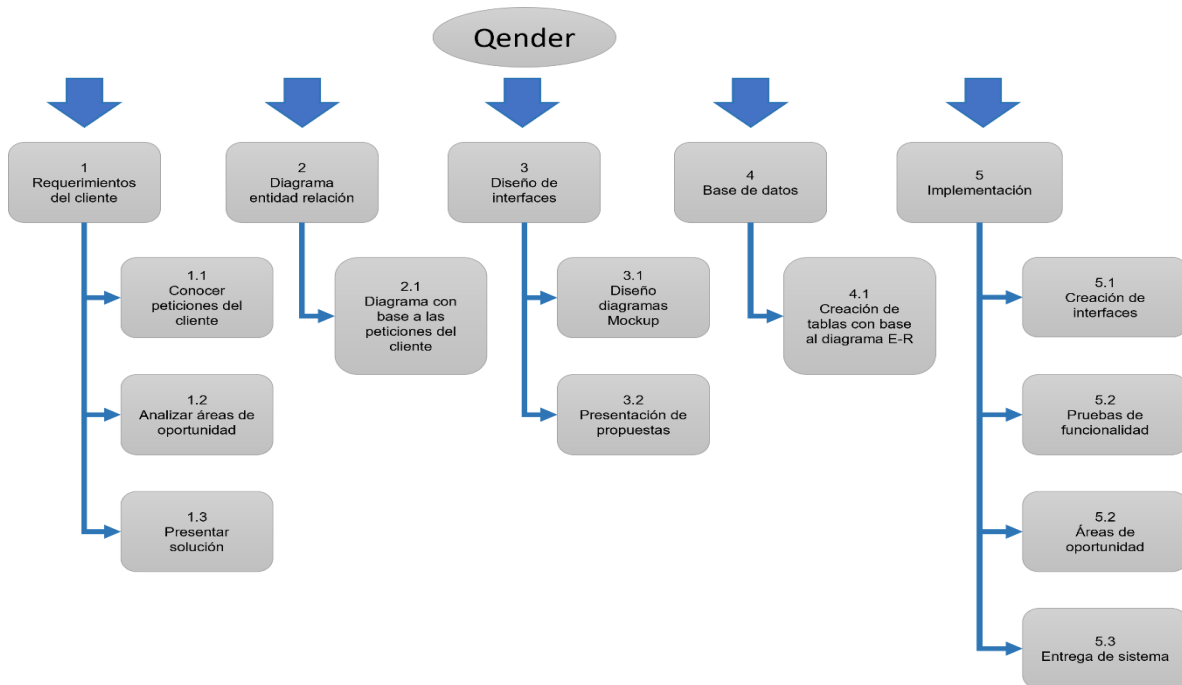 Qender
1
Requerimientos
del cliente
1.1
Conocer
peticiones del
cliente
1.2
Analizar áreas de
oportunidad
1.3
Presentar
solución
2
Diagrama
entidad relación
2.1
Diagrama con
base a las
peticiones del
cliente
3
Diseño de
interfaces
3.1
Diseño
diagramas
Mockup
3.2
Presentación de
propuestas
4
Base de datos
4.1
Creación de
tablas con base
al diagrama E-R
5
Implementación
5.1
Creación de
interfaces
5.2
Pruebas de
funcionalidad
5.2
Áreas de
oportunidad
5.3
Entrega de sistema